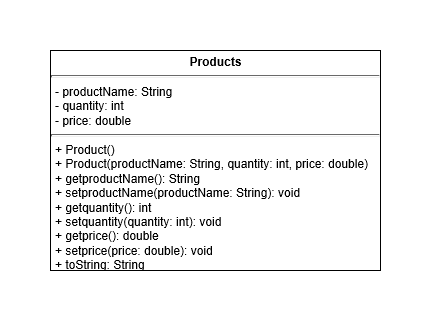 Products
- productName: String
- quantity: int
- price: double
+ Product()
+ Product(productName: String, quantity: int, price: double)
+ getproductName(): String
+ setproductName(productName: String): void
+ getquantity(): int
+ setquantity(quantity: int): void
+ getprice(): double
+ setprice(price: double): void
+ toString: String